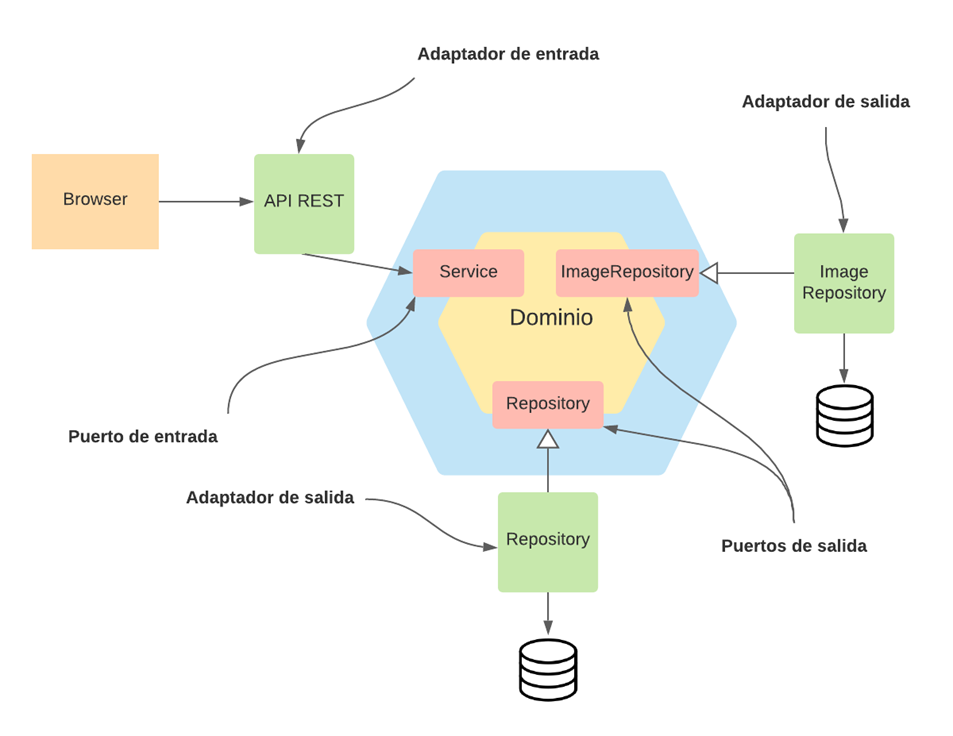 Adaptador de entrada
Adaptador de salida
Browser
API REST
Service
ImageRepository
Image
Repository
Dominio
Repository
Puerto de entrada
Adaptador de salida
Repository
Puertos de salida